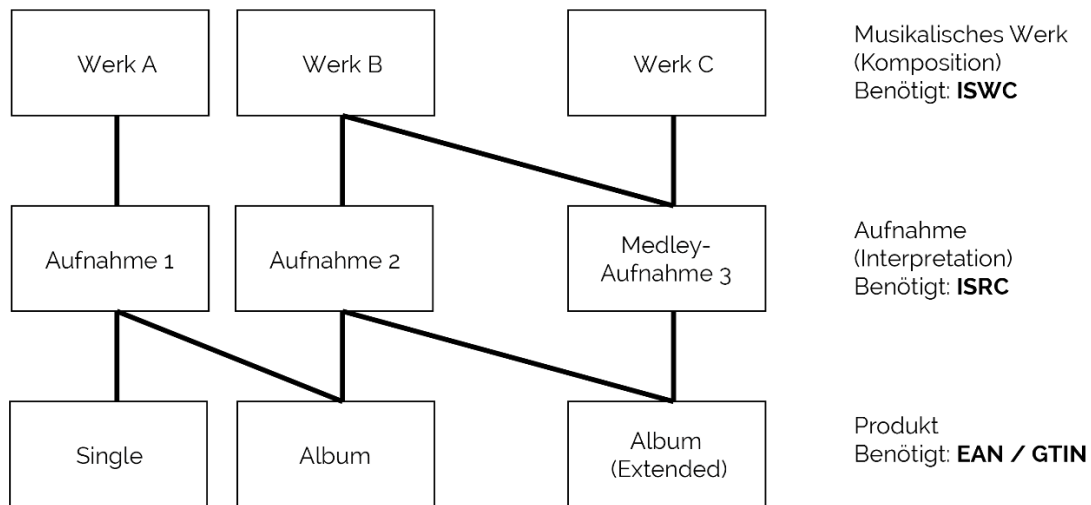 Werk A
Werk B
Werk C
Musikalisches Werk
(Komposition)
Benötigt: ISWC
Aufnahme 1
Aufnahme 2
Medley-
Aufnahme 3
Aufnahme
(Interpretation)
Benötigt: ISRC
Single
Album
Album
(Extended)
Produkt
Benötigt: EAN / GTIN